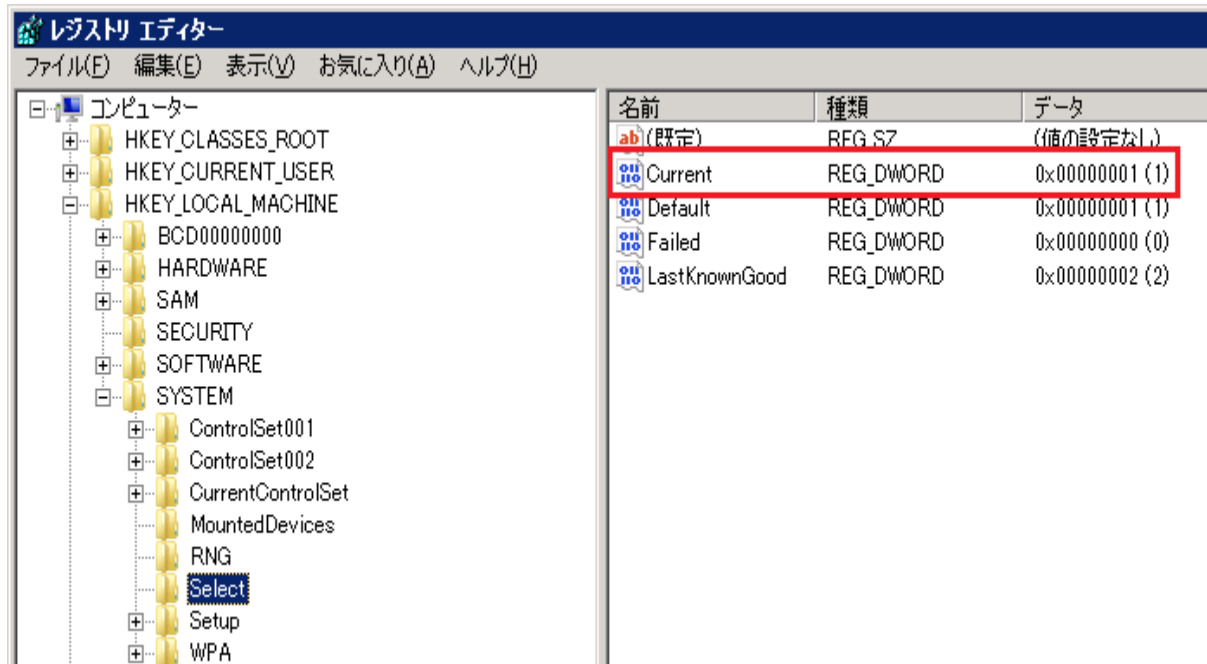 レジストリ エディター
ファイル(F) 編集(E) 表示(V) お気に入り(A) ヘルプ(H)
コンピューター
HKEY_CLASSES_ROOT
HKEY_CURRENT_USER
HKEY_LOCAL_MACHINE
BCD00000000
HARDWARE
SAM
SECURITY
SOFTWARE
SYSTEM
ControlSet001
ControlSet002
CurrentControlSet
MountedDevices
RNG
Select
Setup
WPA
名前 種類 データ
(既定) REG_SZ (値の設定なし)
Current REG_DWORD 0x00000001 (1)
Default REG_DWORD 0x00000001 (1)
Failed REG_DWORD 0x00000000 (0)
LastKnownGood REG_DWORD 0x00000002 (2)